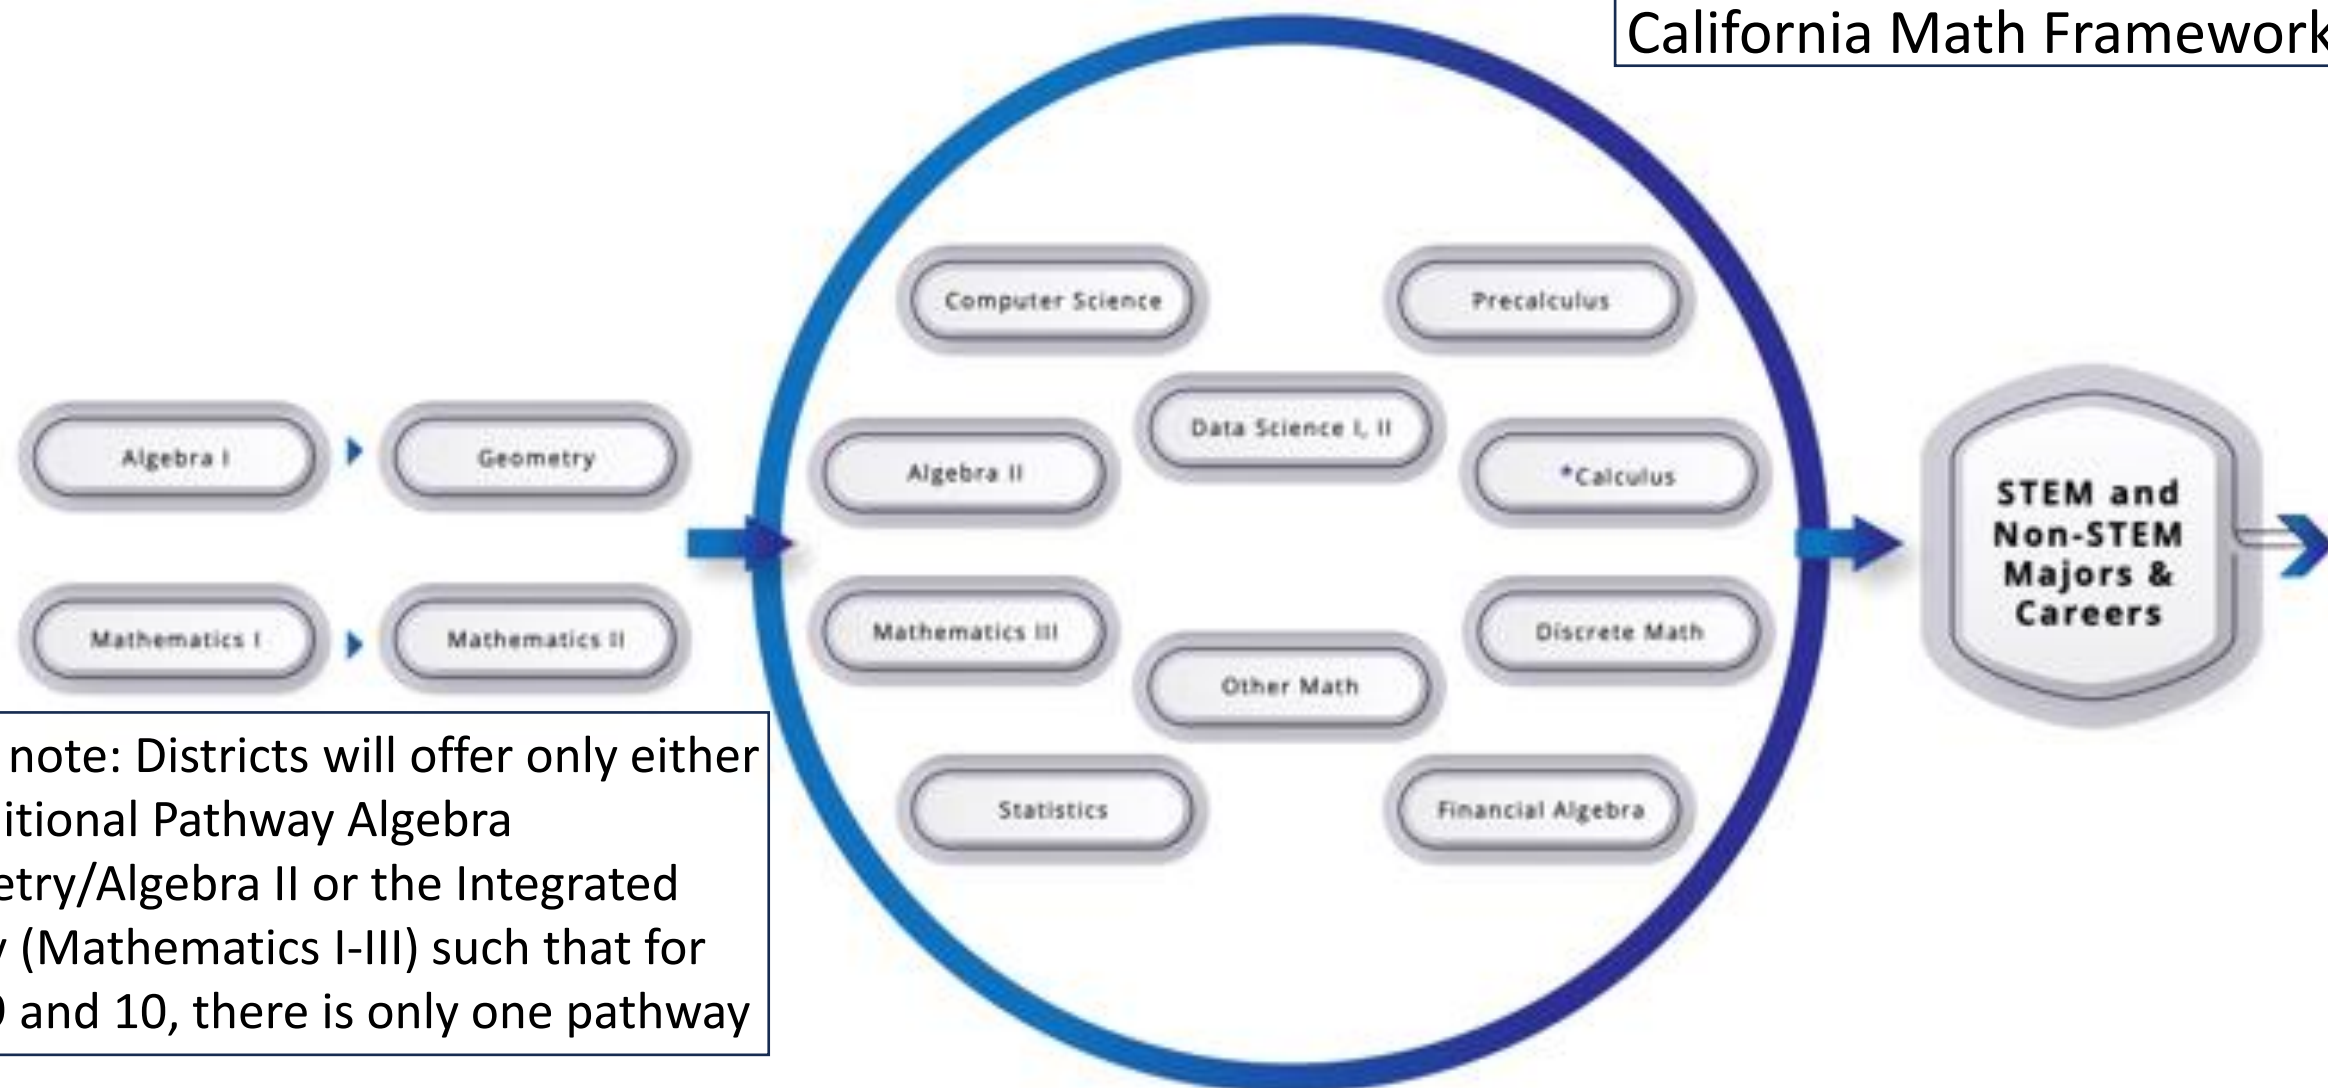 California Math Framework
Computer Science
Precalculus
Data Science I, II
Algebra I
Geometry
Algebra II
*Calculus
STEM and
Non-STEM
Majors &
Careers
Mathematics I
Mathematics II
Mathematics III
Discrete Math
Other Math
Statistics
Financial Algebra
note: Districts will offer only either
itional Pathway Algebra
etry/Algebra II or the Integrated
(Mathematics I-III) such that for
and 10, there is only one pathway